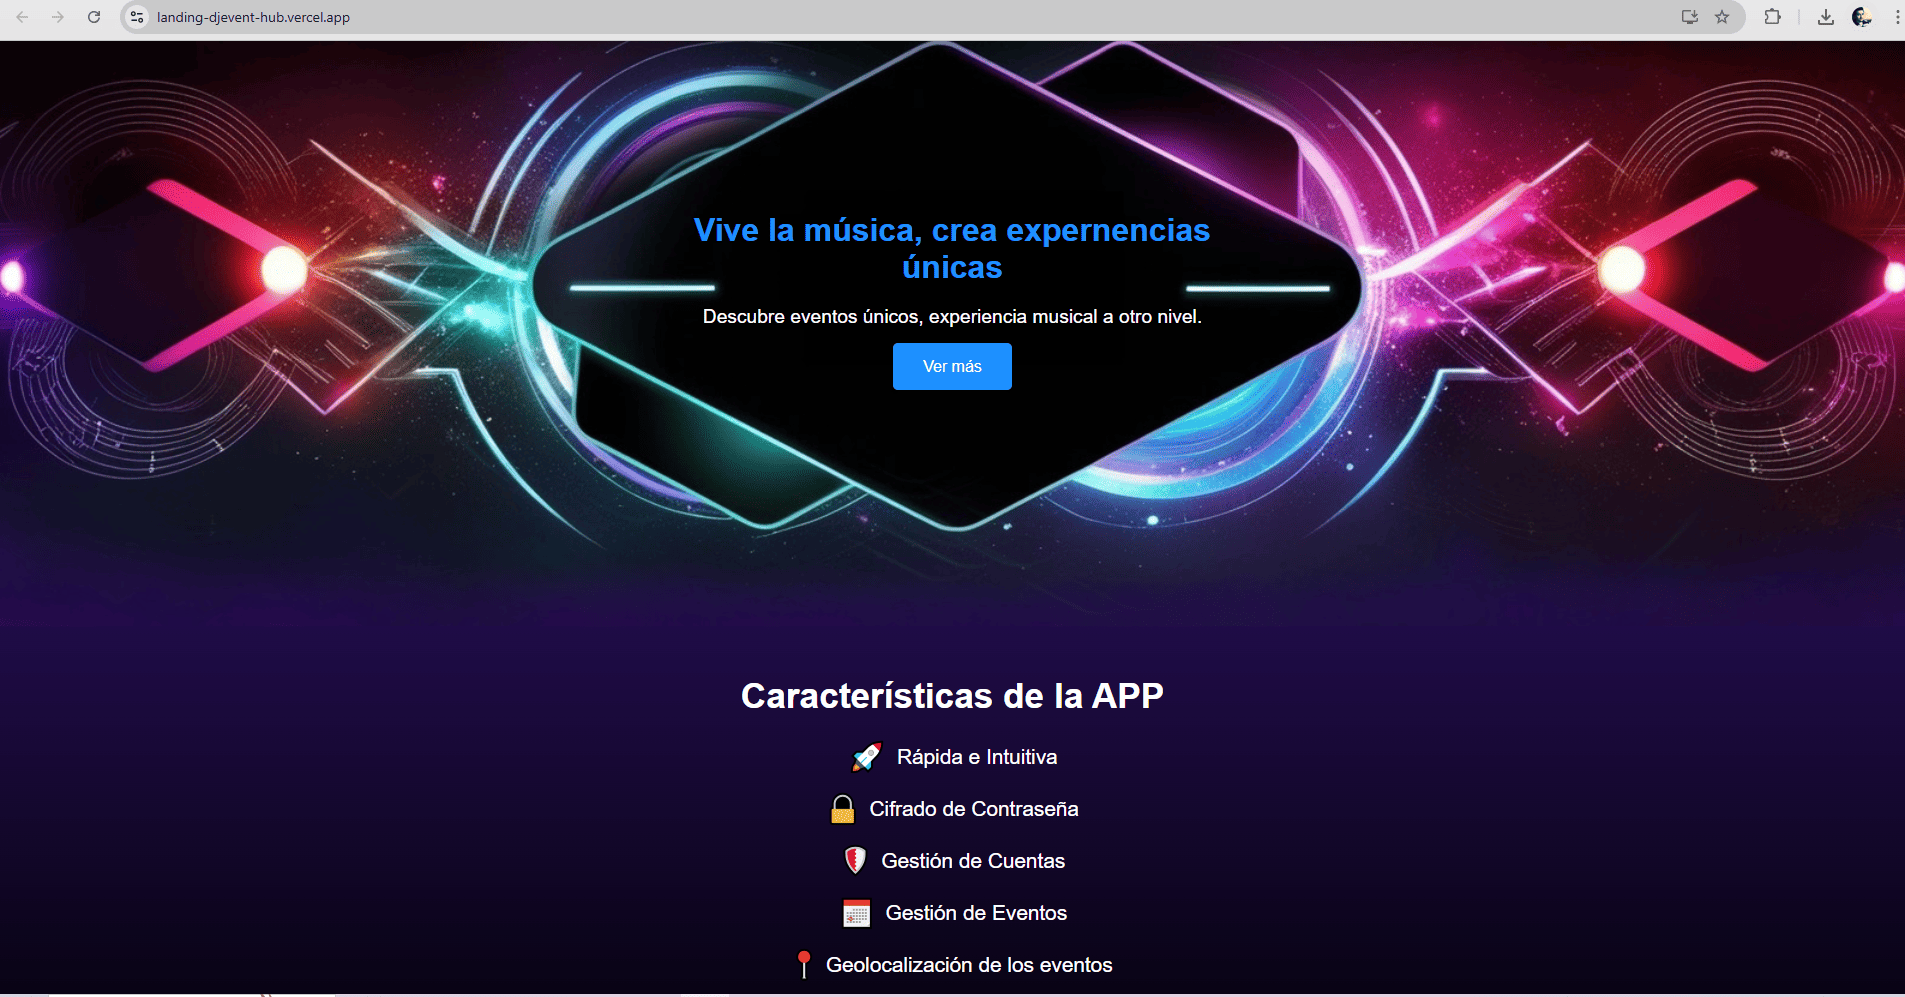 landing-djevent-hub.vercel.app
Vive la música, crea expernencias
únicas
Descubre eventos únicos, experiencia musical a otro nivel.
Ver más
Características de la APP
Rápida e Intuitiva
Cifrado de Contraseña
Gestión de Cuentas
Gestión de Eventos
Geolocalización de los eventos